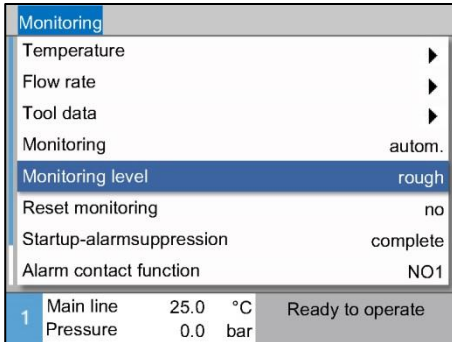 Monitoring
Temperature
Flow rate
Tool data
Monitoring autom.
Monitoring level rough
Reset monitoring no
Startup-alarmsuppression complete
Alarm contact function NO1
1 Main line 25.0 °C Ready to operate
Pressure 0.0 bar